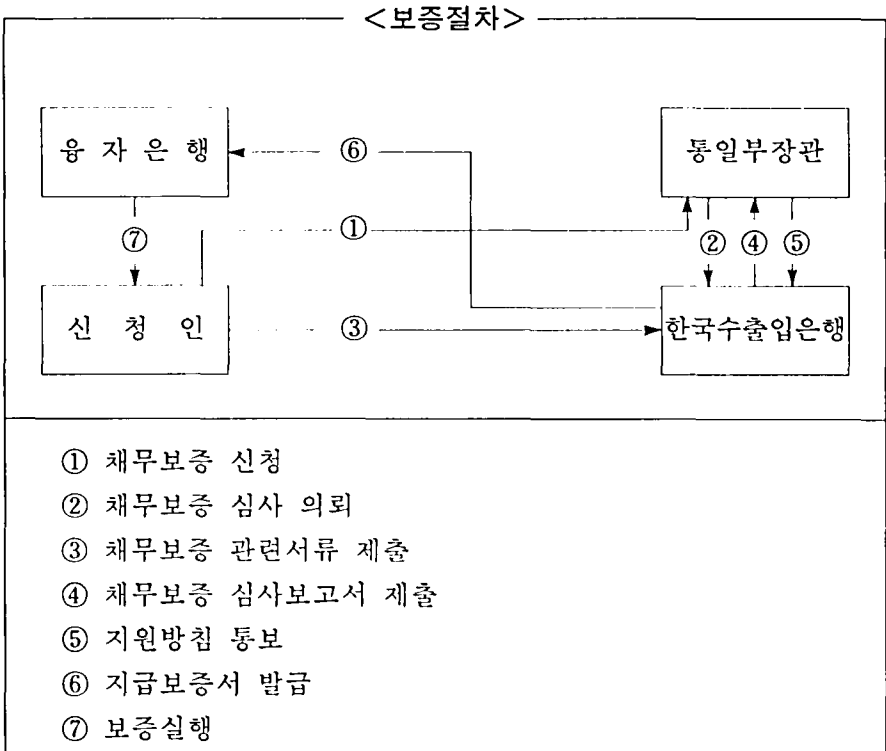 <보증절차>
융 자 은 행
⑥
통일부장관
⑦
①
② ④ ⑤
신 청 인
③
한국수출입은행
① 채무보증 신청
② 채무보증 심사 의뢰
③ 채무보증 관련서류 제출
④ 채무보증 심사보고서 제출
⑤ 지원방침 통보
⑥ 지급보증서 발급
⑦ 보증실행